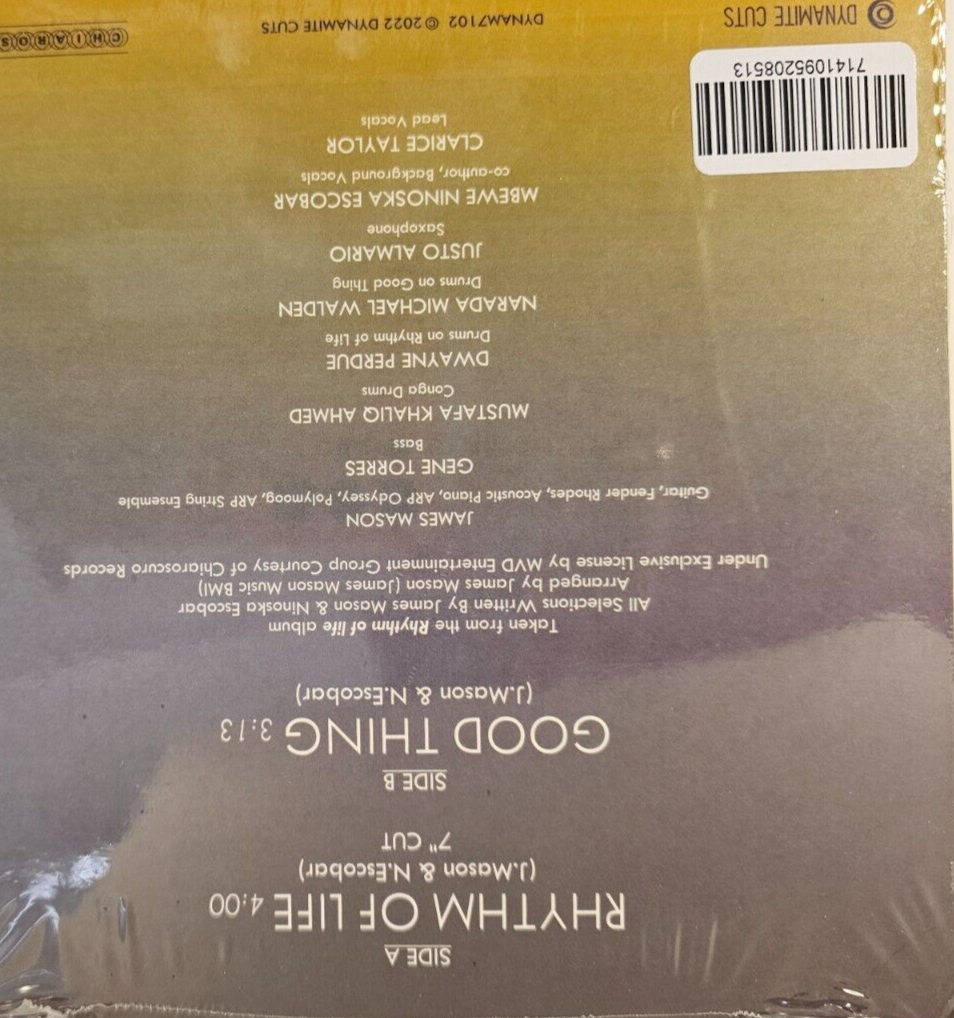 SIDE A
RHYTHM OF LIFE 4:00
(J.Mason & N.Escobar)
7" CUT
SIDE B
GOOD THING 3:13
(J.Mason & N.Escobar)
Taken from the Rhythm of life album
All Selections Written By James Mason & Ninoska Escobar
Arranged by James Mason (James Mason Music BMI)
Under Exclusive License by MVD Entertainment Group Courtesy of Chiaroscuro Records
JAMES MASON
Guitar, Fender Rhodes, Acoustic Piano, ARP Odyssey, Polymoog, ARP String Ensemble
GENE TORRES
Bass
MUSTAFA KHALIQ AHMED
Conga Drums
DWAYNE PERDUE
Drums on Rhythm of Life
NARADA MICHAEL WALDEN
Drums on Good Thing
JUSTO ALMARIO
Saxophone
MBEWE NINOSKA ESCOBAR
co-author, Background Vocals
CLARICE TAYLOR
Lead Vocals
7141095208513
DYNAMITE CUTS
DYNAM7102 © 2022 DYNAMITE CUTS
CHIAROS